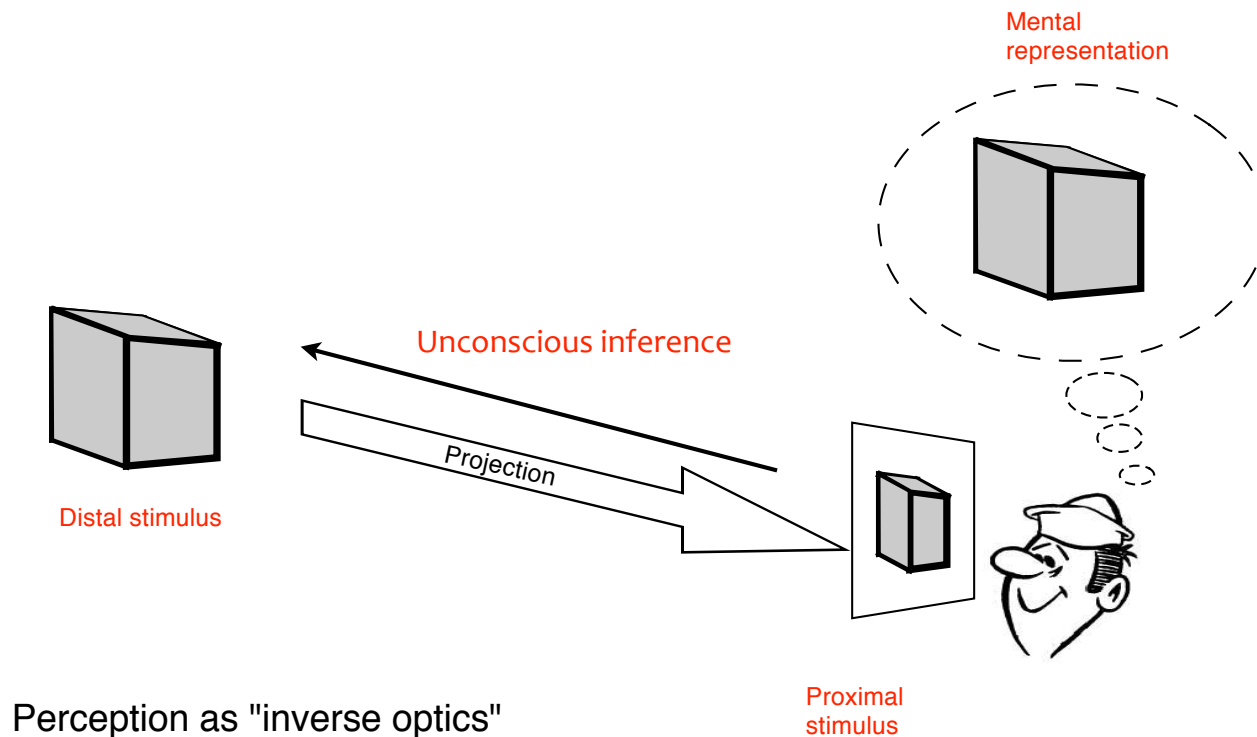 Mental
representation
Unconscious inference
Projection
Distal stimulus
Proximal
stimulus
Perception as "inverse optics"